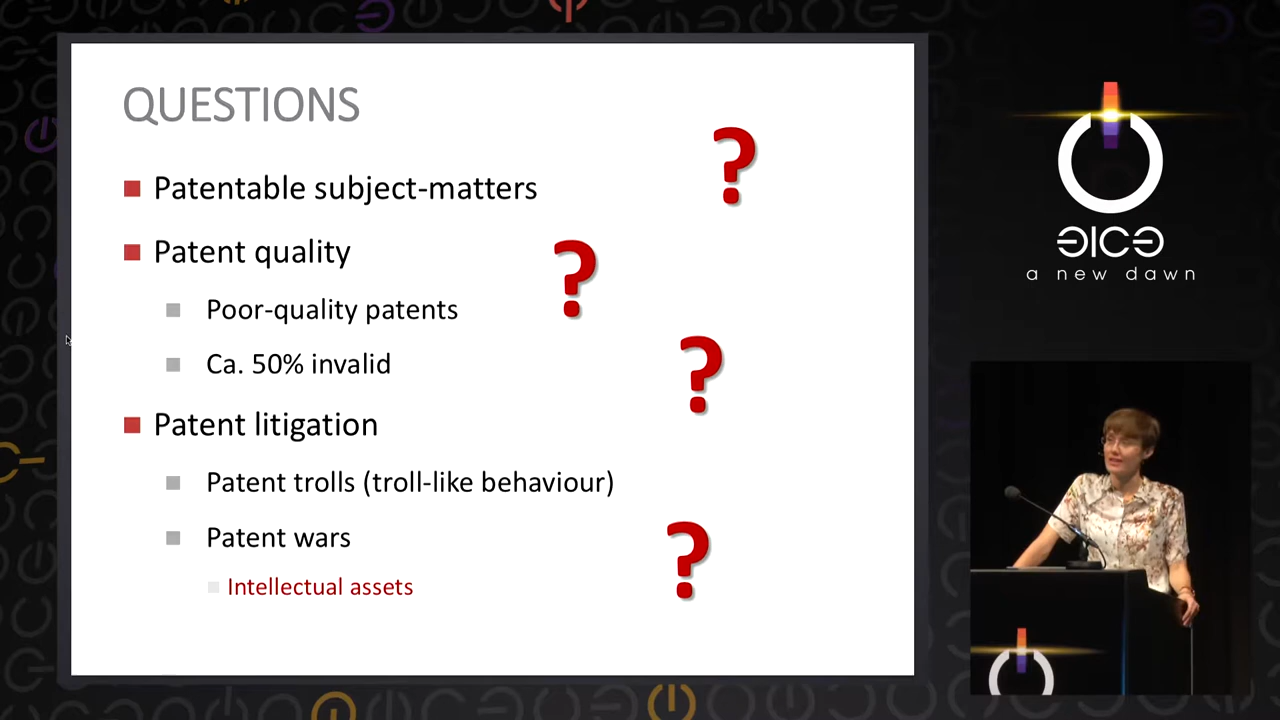 QUESTIONS
Patentable subject-matters
?
Patent quality
?
Poor-quality patents
Ca. 50% invalid
?
Patent litigation
Patent trolls (troll-like behaviour)
Patent wars
?
Intellectual assets
a new dawn